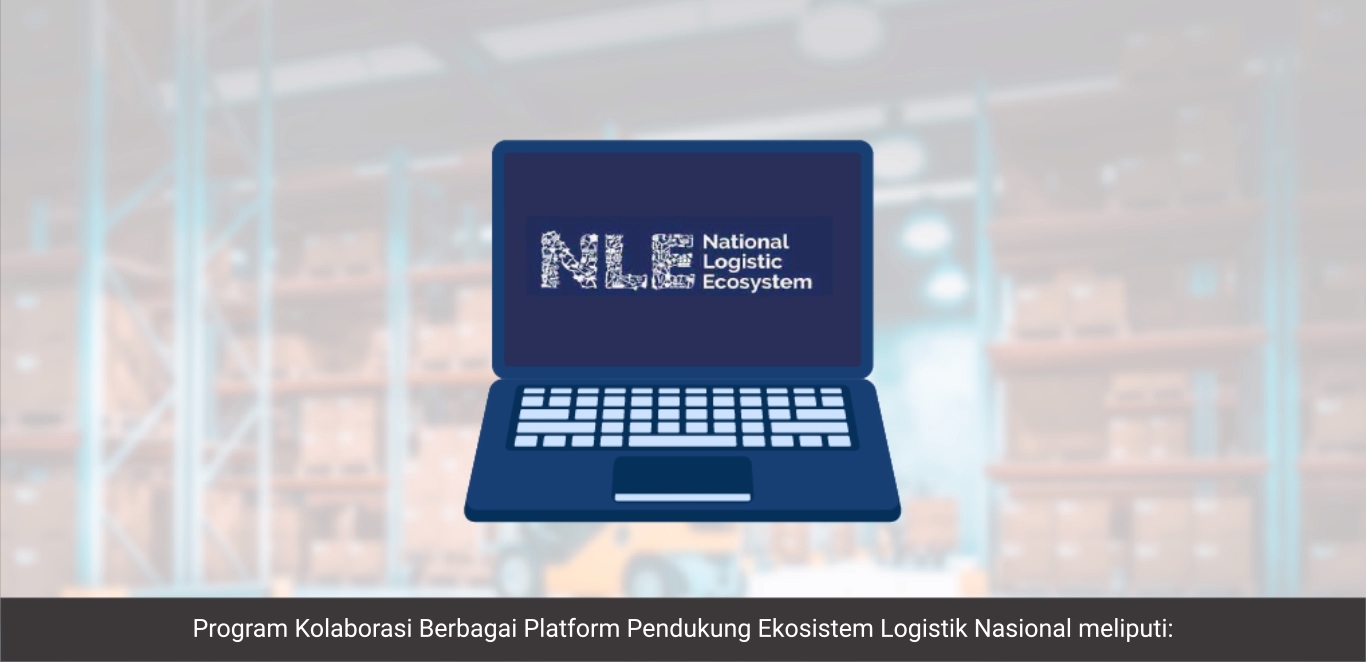 NLE
National
Logistic
Ecosystem
Program Kolaborasi Berbagai Platform Pendukung Ekosistem Logistik Nasional meliputi: